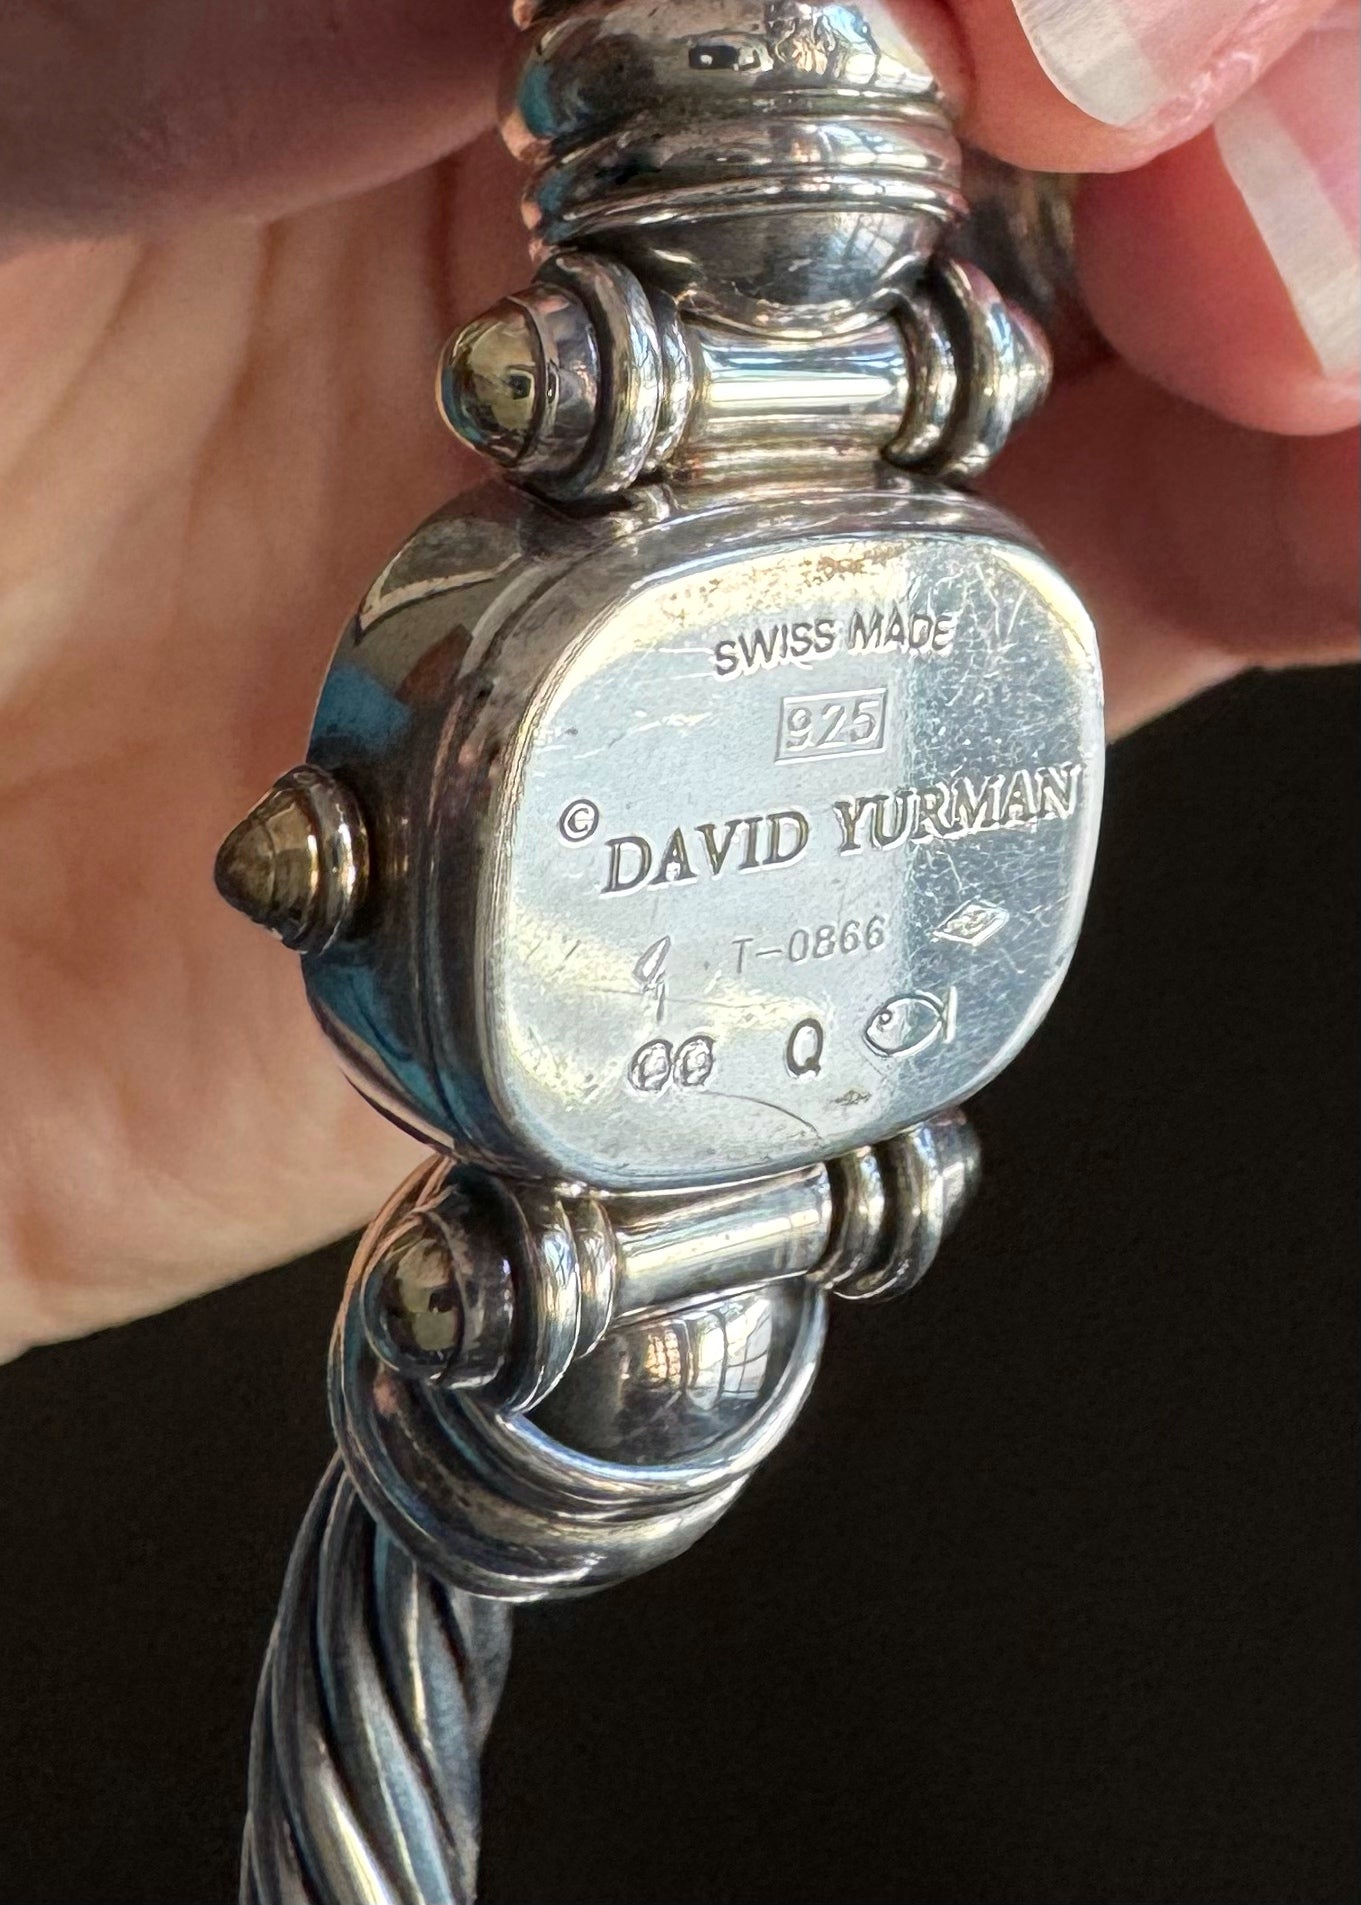 SWISS MADE
925
© DAVID YURMAN
T-0866
Q